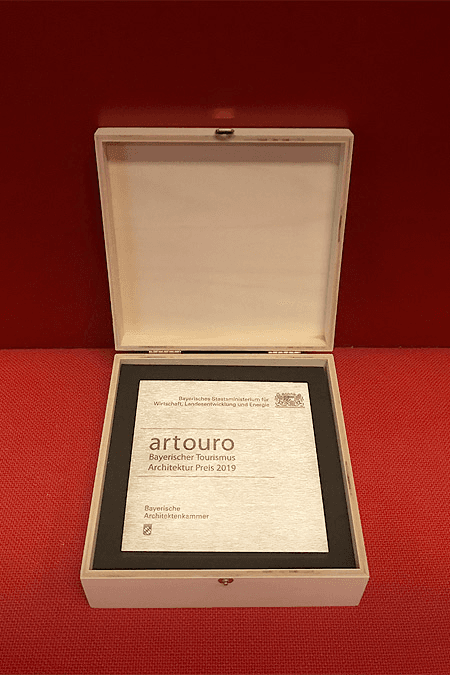 Bayerisches Staatsministerium für
Wirtschaft, Landesentwicklung und Energie
artouro
Bayerischer Tourismus
Architektur Preis 2019
Bayerische
Architektenkammer